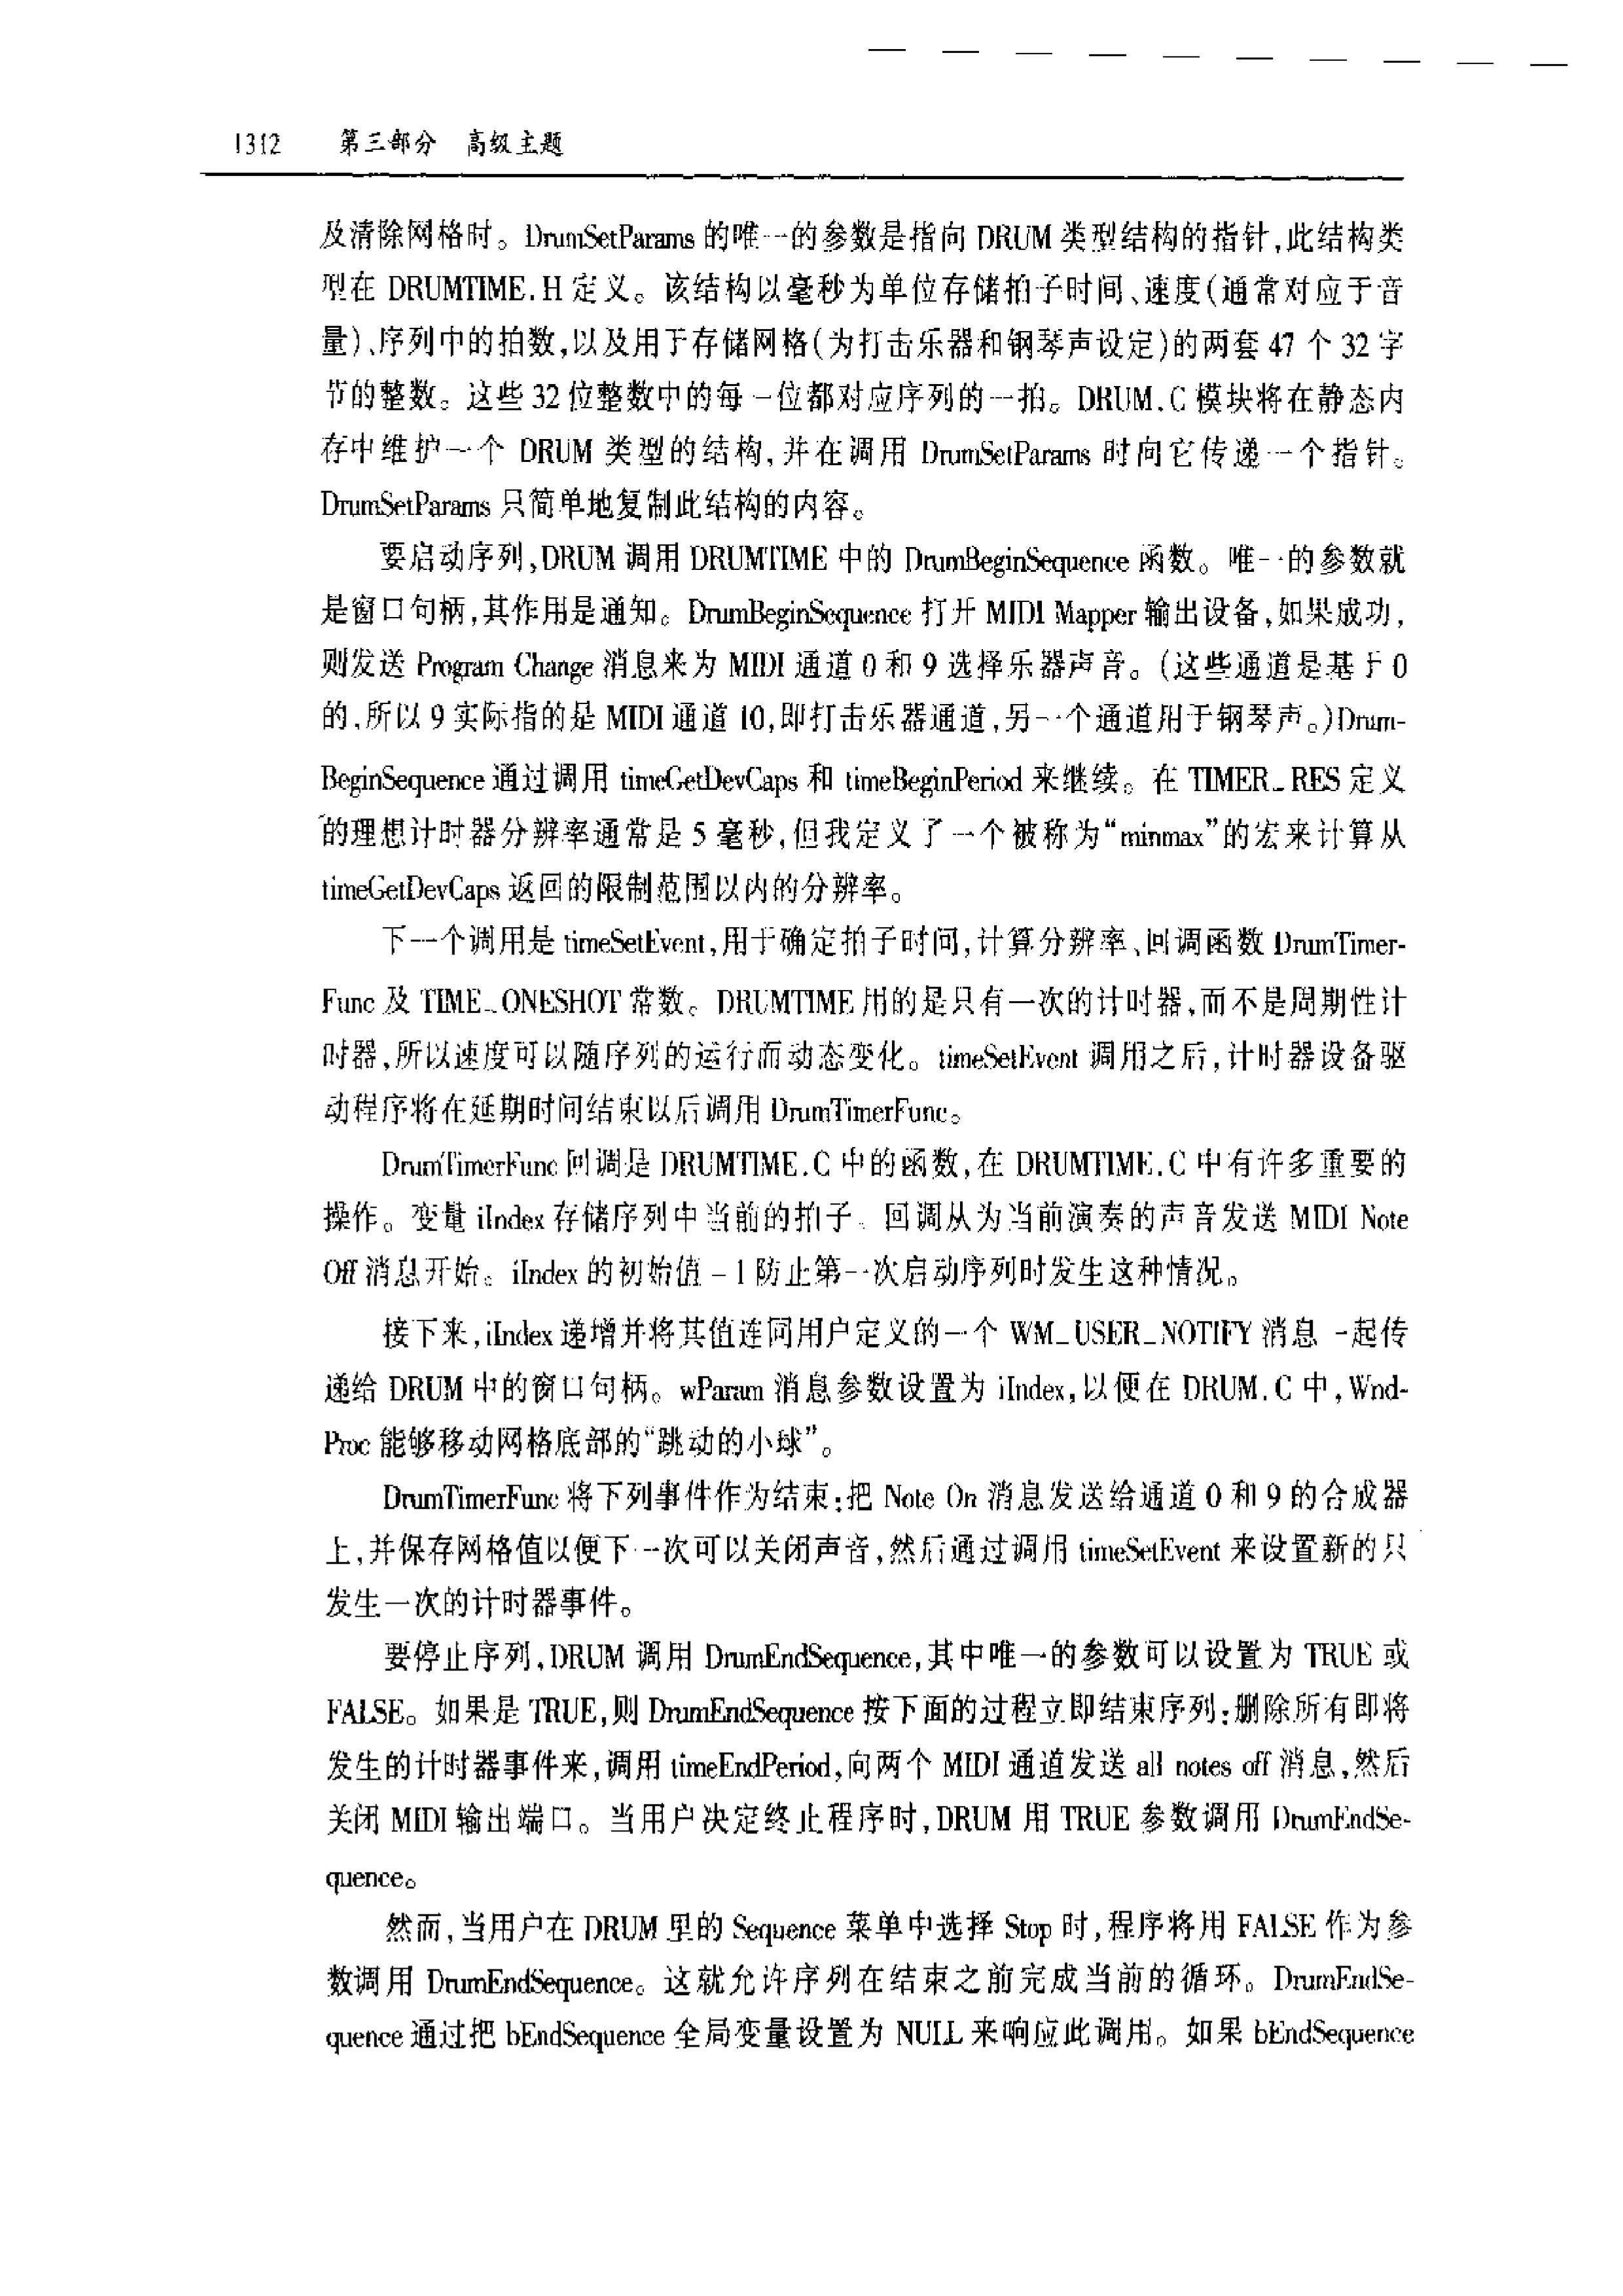 1312 第三部分 高级主题
及清除网格时。DrumSetParams 的唯一的参数是指向 DRUM 类型结构的指针,此结构类
型在 DRUMTIME.H 定义。该结构以毫秒为单位存储拍子时间、速度(通常对应于音
量)、序列中的拍数,以及用于存储网格(为打击乐器和钢琴声设定)的两套 47 个 32 字
节的整数。这些 32 位整数中的每一位都对应序列的一拍。DRUM.C 模块将在静态内
存中维护一个 DRUM 类型的结构,并在调用 DrumSetParams 时向它传递一个指针。
DrumSetParams 只简单地复制此结构的内容。
要启动序列,DRUM 调用 DRUMTIME 中的 DrumBeginSequence 函数。唯一的参数就
是窗口句柄,其作用是通知。DrumBeginSequence 打开 MIDI Mapper 输出设备,如果成功,
则发送 Program Change 消息来为 MIDI 通道 0 和 9 选择乐器声音。(这些通道是基于 0
的,所以 9 实际指的是 MIDI 通道 10,即打击乐器通道,另一个通道用于钢琴声。)Drum-
BeginSequence 通过调用 timeGetDevCaps 和 timeBeginPeriod 来继续。在 TIMER_RES 定义
的理想计时器分辨率通常是 5 毫秒,但我定义了一个被称为“minmax”的宏来计算从
timeGetDevCaps 返回的限制范围以内的分辨率。
下一个调用是 timeSetEvent,用于确定拍子时间,计算分辨率、回调函数 DrumTimer-
Func 及 TIME_ONESHOT 常数。DRUMTIME 用的是只有一次的计时器,而不是周期性计
时器,所以速度可以随序列的运行而动态变化。timeSetEvent 调用之后,计时器设备驱
动程序将在延期时间结束以后调用 DrumTimerFunc。
DrumTimerFunc 回调是 DRUMTIME.C 中的函数,在 DRUMTIME.C 中有许多重要的
操作。变量 iIndex 存储序列中当前的拍子。回调从为当前演奏的声音发送 MIDI Note
Off 消息开始。iIndex 的初始值 -1 防止第一次启动序列时发生这种情况。
接下来,iIndex 递增并将其值连同用户定义的一个 WM_USER_NOTIFY 消息一起传
递给 DRUM 中的窗口句柄。wParam 消息参数设置为 iIndex,以便在 DRUM.C 中,Wnd-
Proc 能够移动网格底部的“跳动的小球”。
DrumTimerFunc 将下列事件作为结束:把 Note On 消息发送给通道 0 和 9 的合成器
上,并保存网格值以便下一次可以关闭声音,然后通过调用 timeSetEvent 来设置新的只
发生一次的计时器事件。
要停止序列,DRUM 调用 DrumEndSequence,其中唯一的参数可以设置为 TRUE 或
FALSE。如果是 TRUE,则 DrumEndSequence 按下面的过程立即结束序列:删除所有即将
发生的计时器事件来,调用 timeEndPeriod,向两个 MIDI 通道发送 all notes off 消息,然后
关闭 MIDI 输出端口。当用户决定终止程序时,DRUM 用 TRUE 参数调用 DrumEndSe-
quence。
然而,当用户在 DRUM 里的 Sequence 菜单中选择 Stop 时,程序将用 FALSE 作为参
数调用 DrumEndSequence。这就允许序列在结束之前完成当前的循环。DrumEndSe-
quence 通过把 bEndSequence 全局变量设置为 NULL 来响应此调用。如果 bEndSequence